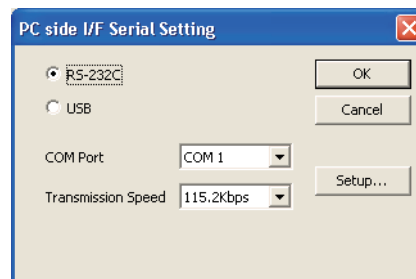 PC side I/F Serial Setting
RS-232C
OK
USB
Cancel
COM Port
COM 1
Setup...
Transmission Speed
115.2Kbps